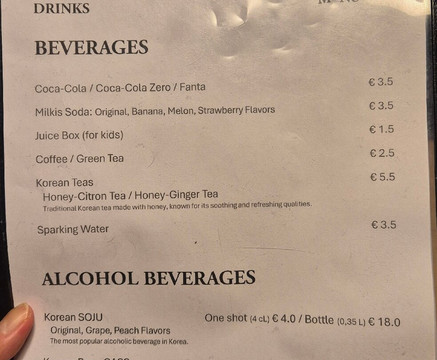 DRINKS
BEVERAGES
Coca-Cola / Coca-Cola Zero / Fanta € 3.5
Milkis Soda: Original, Banana, Melon, Strawberry Flavors € 3.5
Juice Box (for kids) € 1.5
Coffee / Green Tea € 2.5
Korean Teas € 5.5
Honey-Citron Tea / Honey-Ginger Tea
Traditional Korean tea made with honey, known for its soothing and refreshing qualities.
Sparking Water € 3.5
ALCOHOL BEVERAGES
Korean SOJU One shot (4 cL) € 4.0 / Bottle (0,35 L) € 18.0
Original, Grape, Peach Flavors
The most popular alcoholic beverage in Korea.